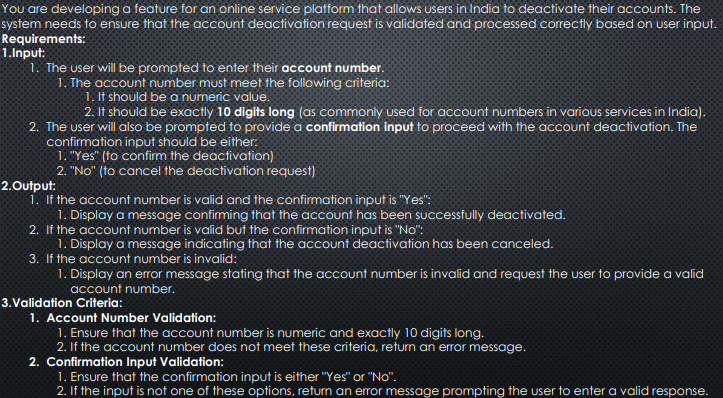 You are developing a feature for an online service platform that allows users in India to deactivate their accounts. The
system needs to ensure that the account deactivation request is validated and processed correctly based on user input.
Requirements:
1.Input:
1. The user will be prompted to enter their account number.
1. The account number must meet the following criteria:
1. It should be a numeric value.
2. It should be exactly 10 digits long (as commonly used for account numbers in various services in India).
2. The user will also be prompted to provide a confirmation input to proceed with the account deactivation. The
confirmation input should be either:
1. "Yes" (to confirm the deactivation)
2. "No" (to cancel the deactivation request)
2.Output:
1. If the account number is valid and the confirmation input is "Yes":
1. Display a message confirming that the account has been successfully deactivated.
2. If the account number is valid but the confirmation input is "No":
1. Display a message indicating that the account deactivation has been canceled.
3. If the account number is invalid:
1. Display an error message stating that the account number is invalid and request the user to provide a valid
account number.
3.Validation Criteria:
1. Account Number Validation:
1. Ensure that the account number is numeric and exactly 10 digits long.
2. If the account number does not meet these criteria, return an error message.
2. Confirmation Input Validation:
1. Ensure that the confirmation input is either "Yes" or "No".
2. If the input is not one of these options, return an error message prompting the user to enter a valid response.